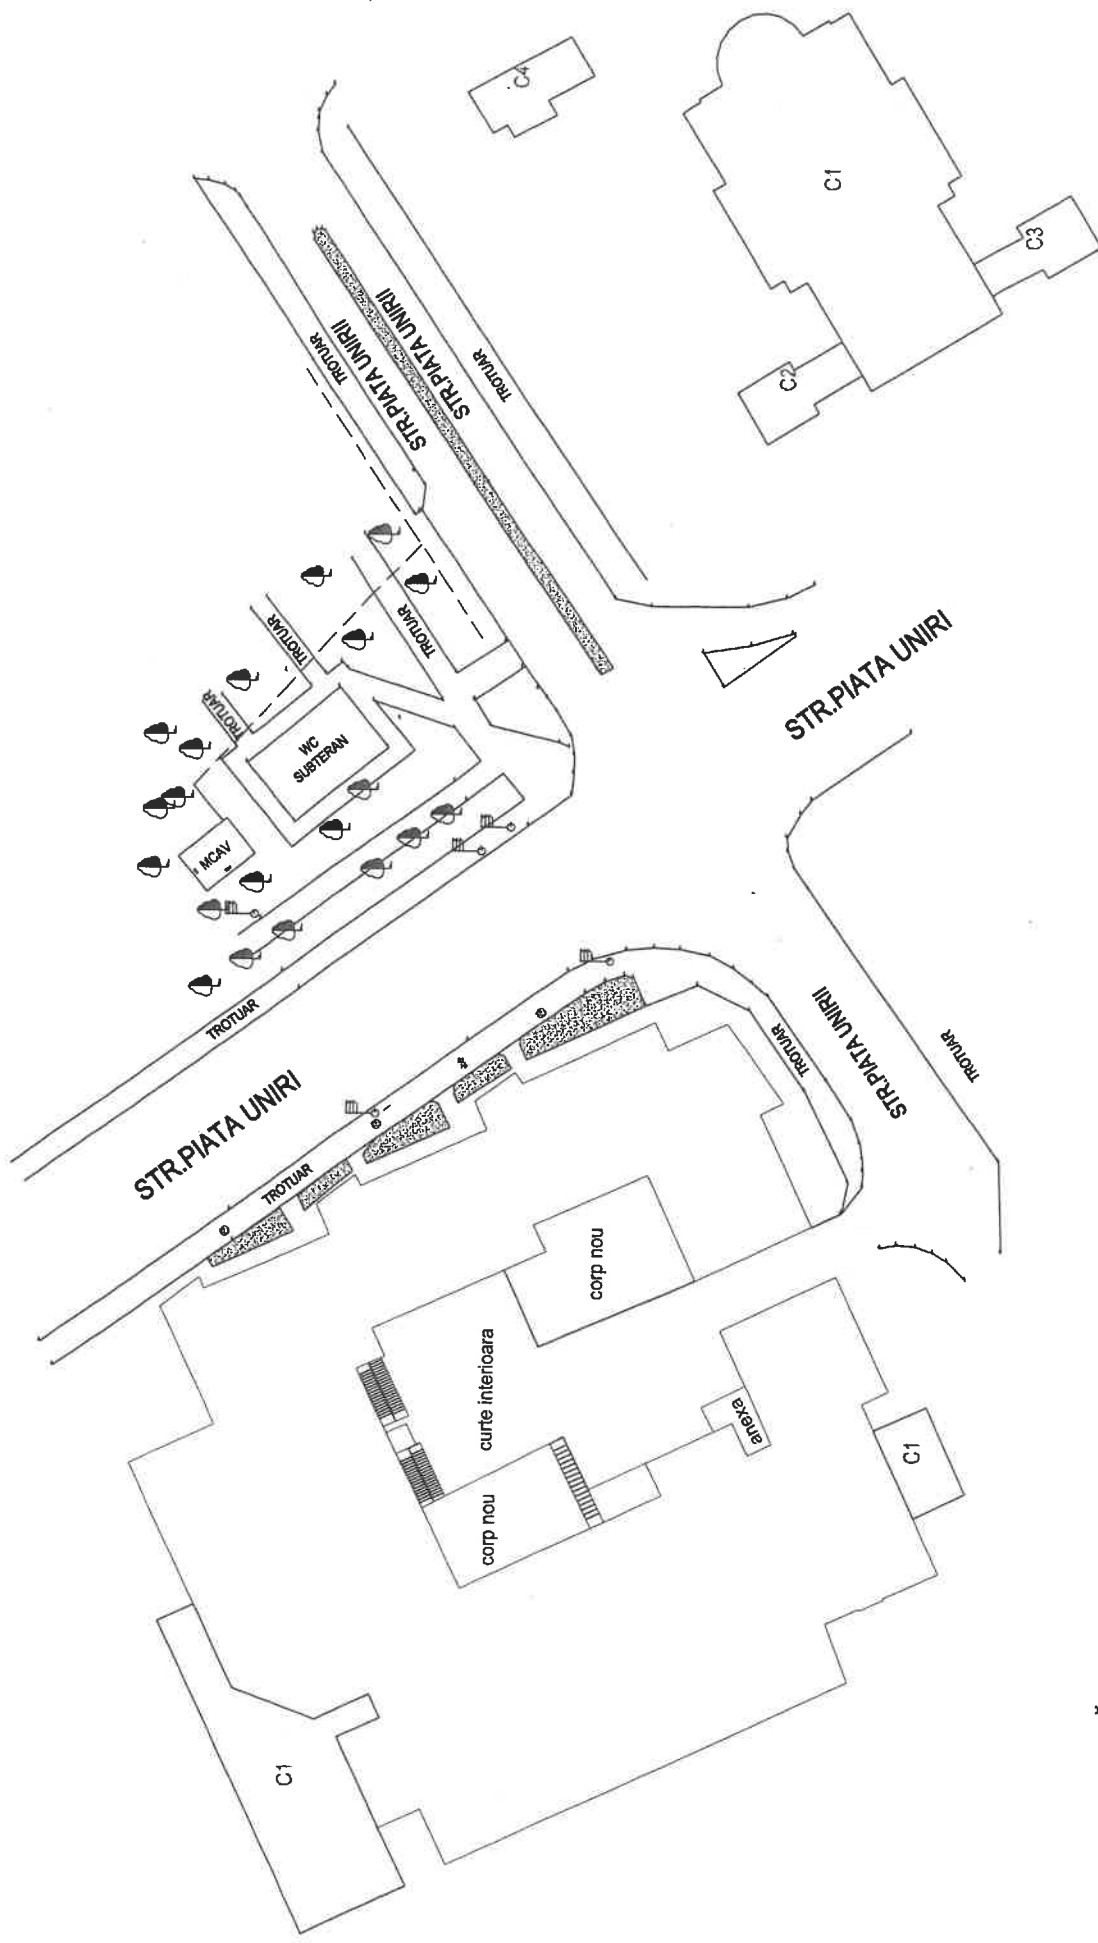 C4
C1
C3
C2
TROTUAR
STR.PIATA UNIRII
STR.PIATA UNIRII
TROTUAR
TROTUAR
TROTUAR
TROTUAR
WC
SUBTERAN
MCAV
STR.PIATA UNIRI
TROTUAR
STR.PIATA UNIRI
TROTUAR
TROTUAR
STR.PIATA UNIRII
TROTUAR
corp nou
curte interioara
corp nou
anexa
C1
C1